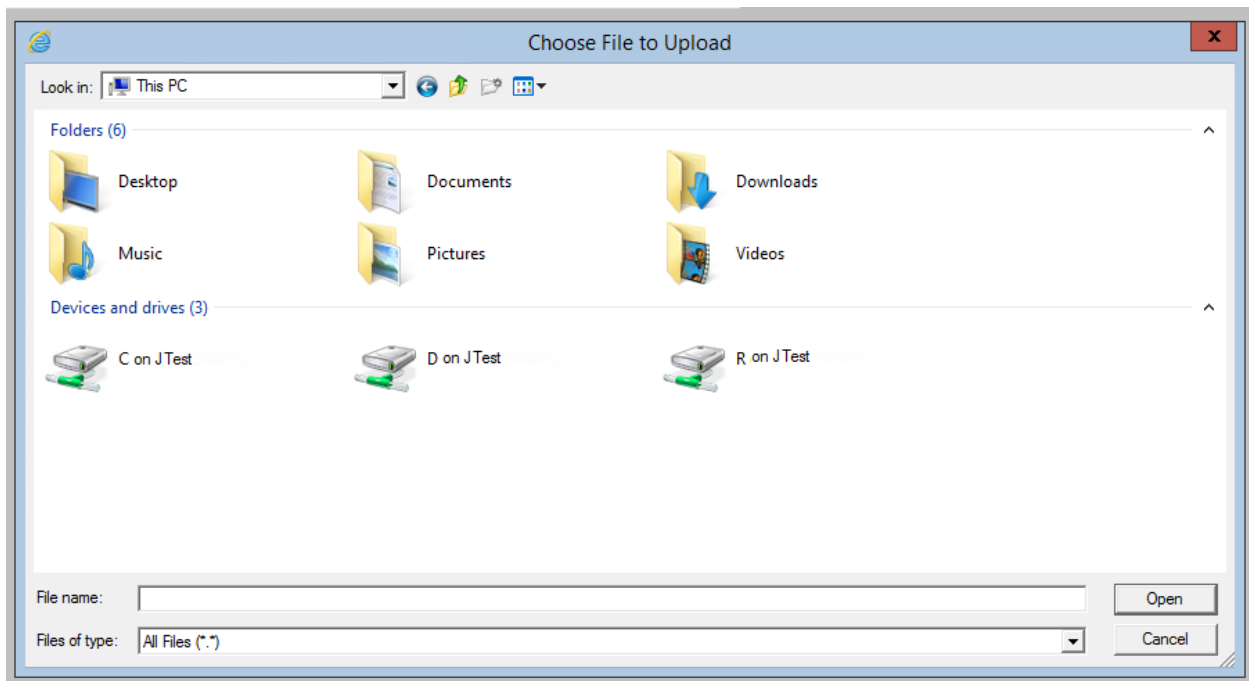 Choose File to Upload
x
Look in: This PC
Folders (6)
Desktop Documents Downloads
Music Pictures Videos
Devices and drives (3)
C on JTest D on JTest R on JTest
File name: Open
Files of type: All Files (*.*) Cancel